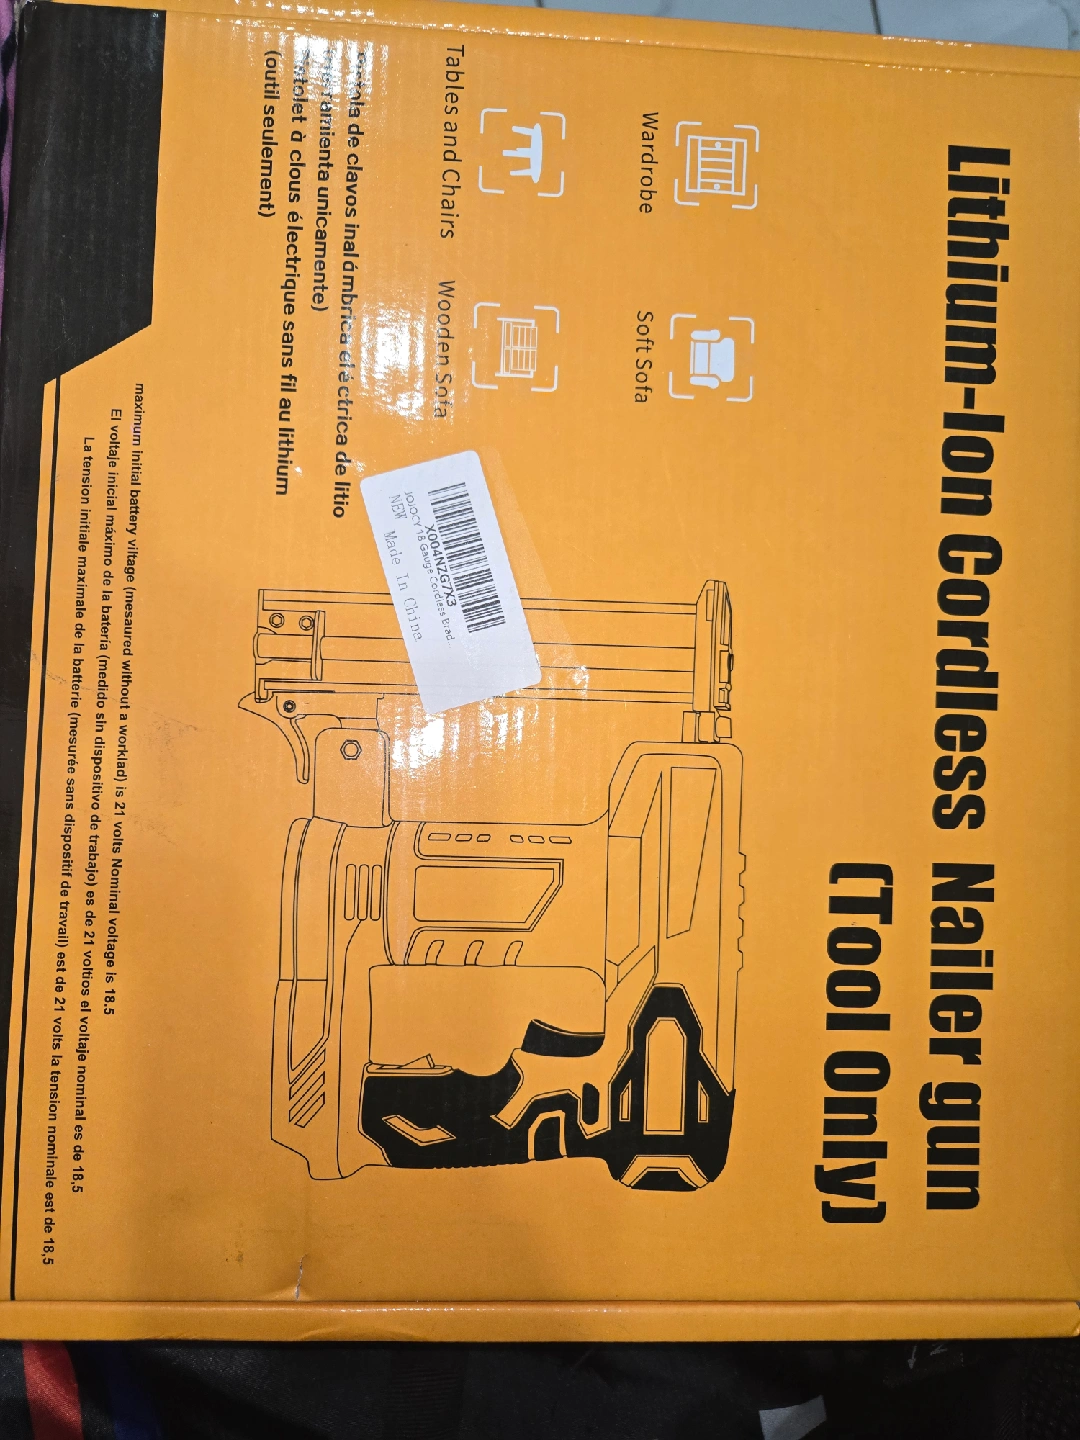 Lithium-Ion Cordless Nailer gun
(Tool Only)
Wardrobe
Soft Sofa
Tables and Chairs
Wooden Sofa
de clavos inalámbrica eléctrica de litio
unicamente)
à clous électrique sans fil au lithium
(outil seulement)
X004NZG7X3
JOJOCY 18 Gauge Cordless Brad
NEW Made In China
maximum initial battery viltage (mesaured without a worklad) is 21 volts Nominal voltage is 18.5
El voltaje inicial máximo de la batería (medido sin dispositivo de trabajo) es de 21 voltios el voltaje nominal es de 18,5
La tension initiale maximale de la batterie (mesurée sans dispositif de travail) est de 21 volts la tension nominale est de 18,5